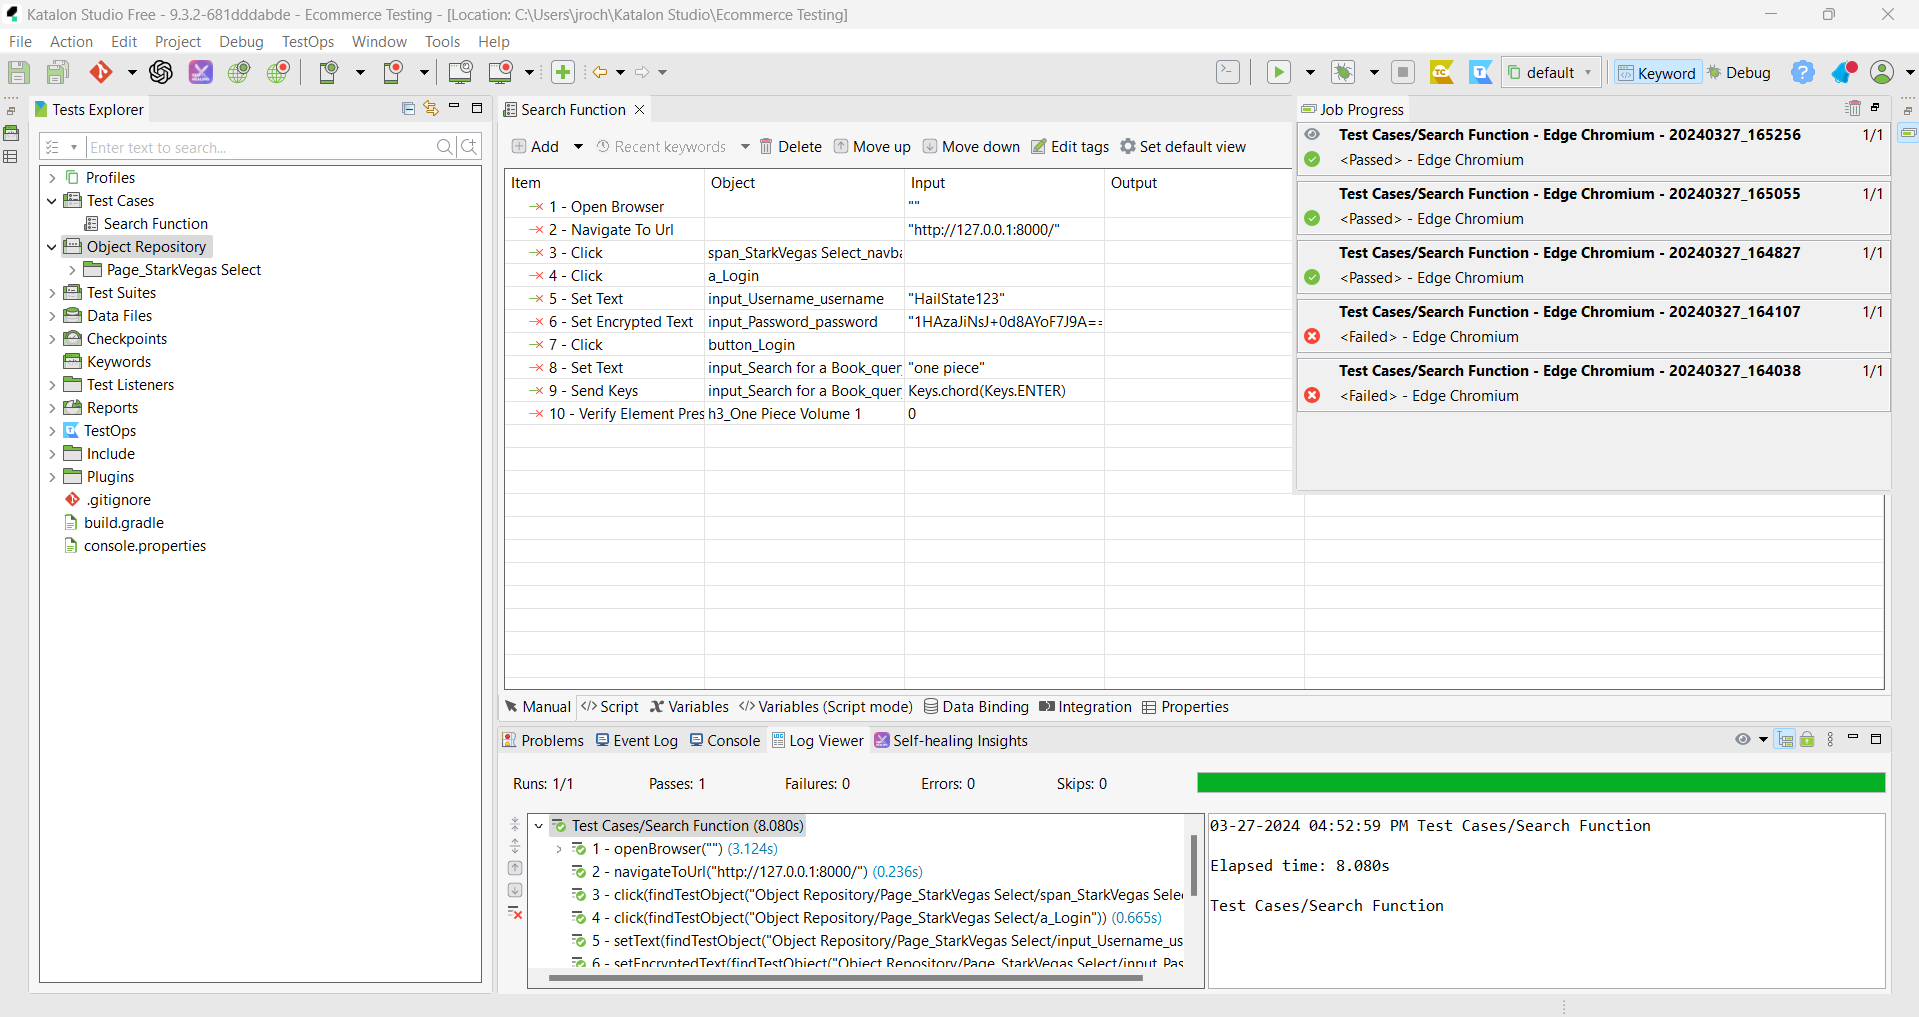 Katalon Studio Free - 9.3.2-681dddabde - Ecommerce Testing - [Location: C:\Users\jroch\Katalon Studio\Ecommerce Testing]
File Action Edit Project Debug TestOps Window Tools Help
default Keyword Debug
Tests Explorer
Enter text to search...
Profiles
Test Cases
Search Function
Object Repository
Page_StarkVegas Select
Test Suites
Data Files
Checkpoints
Keywords
Test Listeners
Reports
TestOps
Include
Plugins
.gitignore
build.gradle
console.properties
Search Function
Add Recent keywords Delete Move up Move down Edit tags Set default view
Item Object Input Output
1 - Open Browser ""
2 - Navigate To Url "http://127.0.0.1:8000/"
3 - Click span_StarkVegas Select_navba
4 - Click a_Login
5 - Set Text input_Username_username "HailState123"
6 - Set Encrypted Text input_Password_password "1HAzaJiNsJ+0d8AYoF7J9A==
7 - Click button_Login
8 - Set Text input_Search for a Book_quer "one piece"
9 - Send Keys input_Search for a Book_quer Keys.chord(Keys.ENTER)
10 - Verify Element Pres h3_One Piece Volume 1 0
Job Progress
Test Cases/Search Function - Edge Chromium - 20240327_165256 1/1
<Passed> - Edge Chromium
Test Cases/Search Function - Edge Chromium - 20240327_165055 1/1
<Passed> - Edge Chromium
Test Cases/Search Function - Edge Chromium - 20240327_164827 1/1
<Passed> - Edge Chromium
Test Cases/Search Function - Edge Chromium - 20240327_164107 1/1
<Failed> - Edge Chromium
Test Cases/Search Function - Edge Chromium - 20240327_164038 1/1
<Failed> - Edge Chromium
Manual Script Variables Variables (Script mode) Data Binding Integration Properties
Problems Event Log Console Log Viewer Self-healing Insights
Runs: 1/1 Passes: 1 Failures: 0 Errors: 0 Skips: 0
Test Cases/Search Function (8.080s)
1 - openBrowser("") (3.124s)
2 - navigateToUrl("http://127.0.0.1:8000/") (0.236s)
3 - click(findTestObject("Object Repository/Page_StarkVegas Select/span_StarkVegas Sele
4 - click(findTestObject("Object Repository/Page_StarkVegas Select/a_Login")) (0.665s)
5 - setText(findTestObject("Object Repository/Page_StarkVegas Select/input_Username_us
6 - setEncryptedText(findTestObject("Object Repository/Page_StarkVegas Select/input_Pas
03-27-2024 04:52:59 PM Test Cases/Search Function
Elapsed time: 8.080s
Test Cases/Search Function